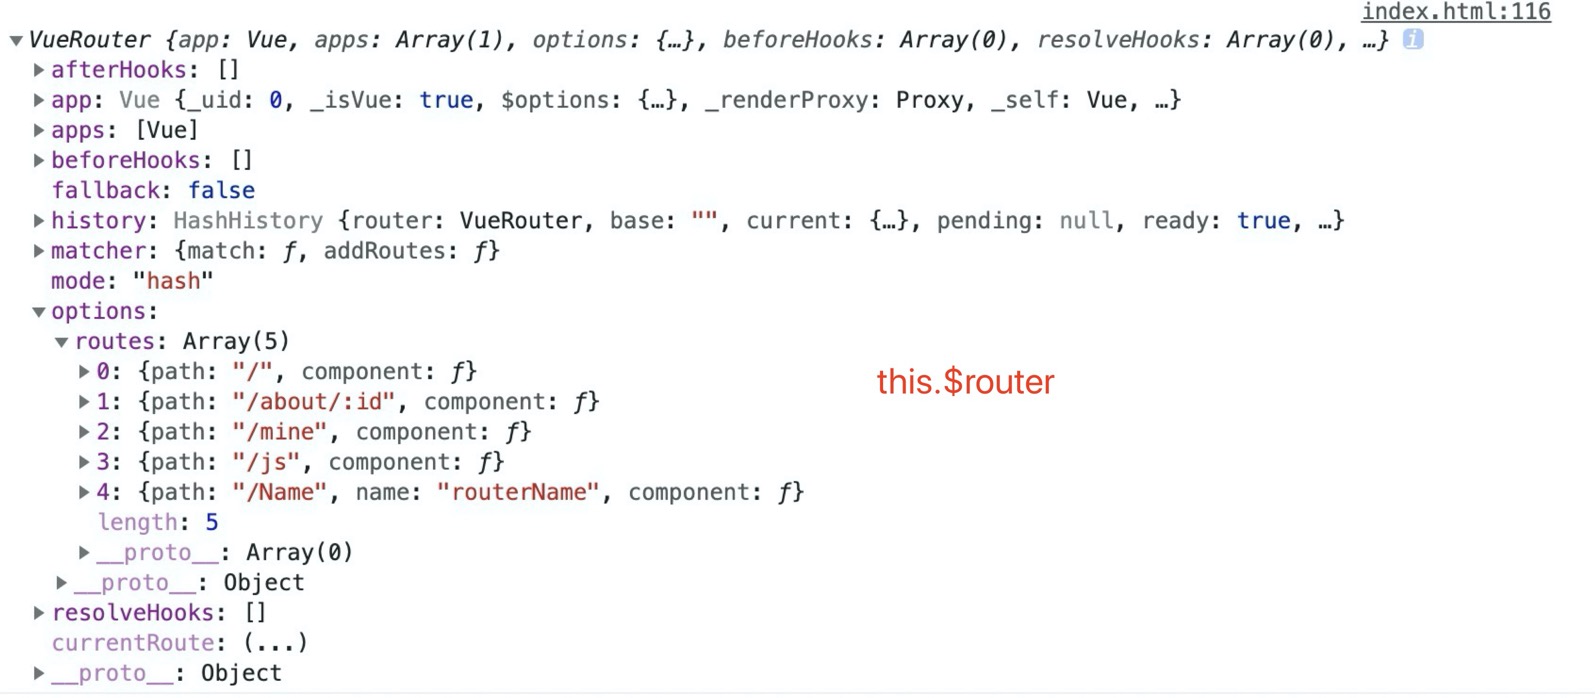 index.html:116
▼VueRouter {app: Vue, apps: Array(1), options: {…}, beforeHooks: Array(0), resolveHooks: Array(0), …} i
▶afterHooks: []
▶app: Vue {_uid: 0, _isVue: true, $options: {…}, _renderProxy: Proxy, _self: Vue, …}
▶apps: [Vue]
▶beforeHooks: []
fallback: false
▶history: HashHistory {router: VueRouter, base: "", current: {…}, pending: null, ready: true, …}
▶matcher: {match: ƒ, addRoutes: ƒ}
mode: "hash"
▼options:
▼routes: Array(5)
▶0: {path: "/", component: ƒ}
this.$router
▶1: {path: "/about/:id", component: ƒ}
▶2: {path: "/mine", component: ƒ}
▶3: {path: "/js", component: ƒ}
▶4: {path: "/Name", name: "routerName", component: ƒ}
length: 5
▶__proto__: Array(0)
▶__proto__: Object
▶resolveHooks: []
currentRoute: (...)
▶__proto__: Object